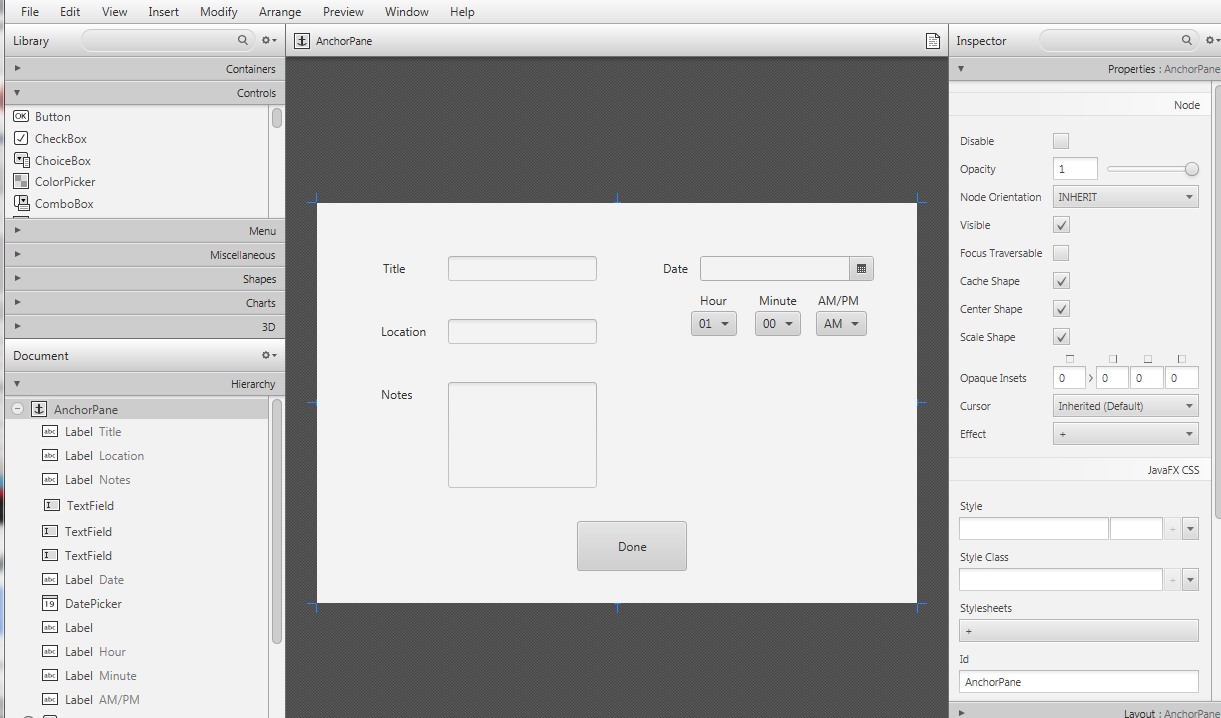 File Edit View Insert Modify Arrange Preview Window Help
Library
AnchorPane
Inspector
Containers
Controls
OK Button
CheckBox
ChoiceBox
ColorPicker
ComboBox
Menu
Miscellaneous
Shapes
Charts
3D
Document
Hierarchy
AnchorPane
abc Label Title
abc Label Location
abc Label Notes
TextField
TextField
TextField
abc Label Date
19 DatePicker
abc Label
abc Label Hour
abc Label Minute
abc Label AM/PM
Title
Date
Hour Minute AM/PM
01 00 AM
Location
Notes
Done
Properties : AnchorPane
Node
Disable
Opacity 1
Node Orientation INHERIT
Visible
Focus Traversable
Cache Shape
Center Shape
Scale Shape
Opaque Insets 0 0 0 0
Cursor Inherited (Default)
Effect +
JavaFX CSS
Style
+
Style Class
+
Stylesheets
+
Id
AnchorPane
Layout : AnchorPane